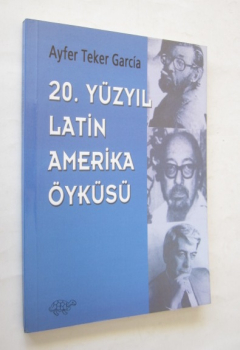 Ayfer Teker García
20. YÜZYIL
LATİN
AMERİKA
ÖYKÜSÜ